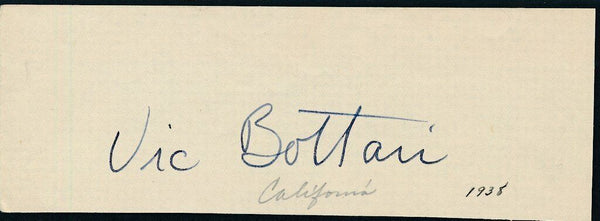 Vic Bottari
California 1938